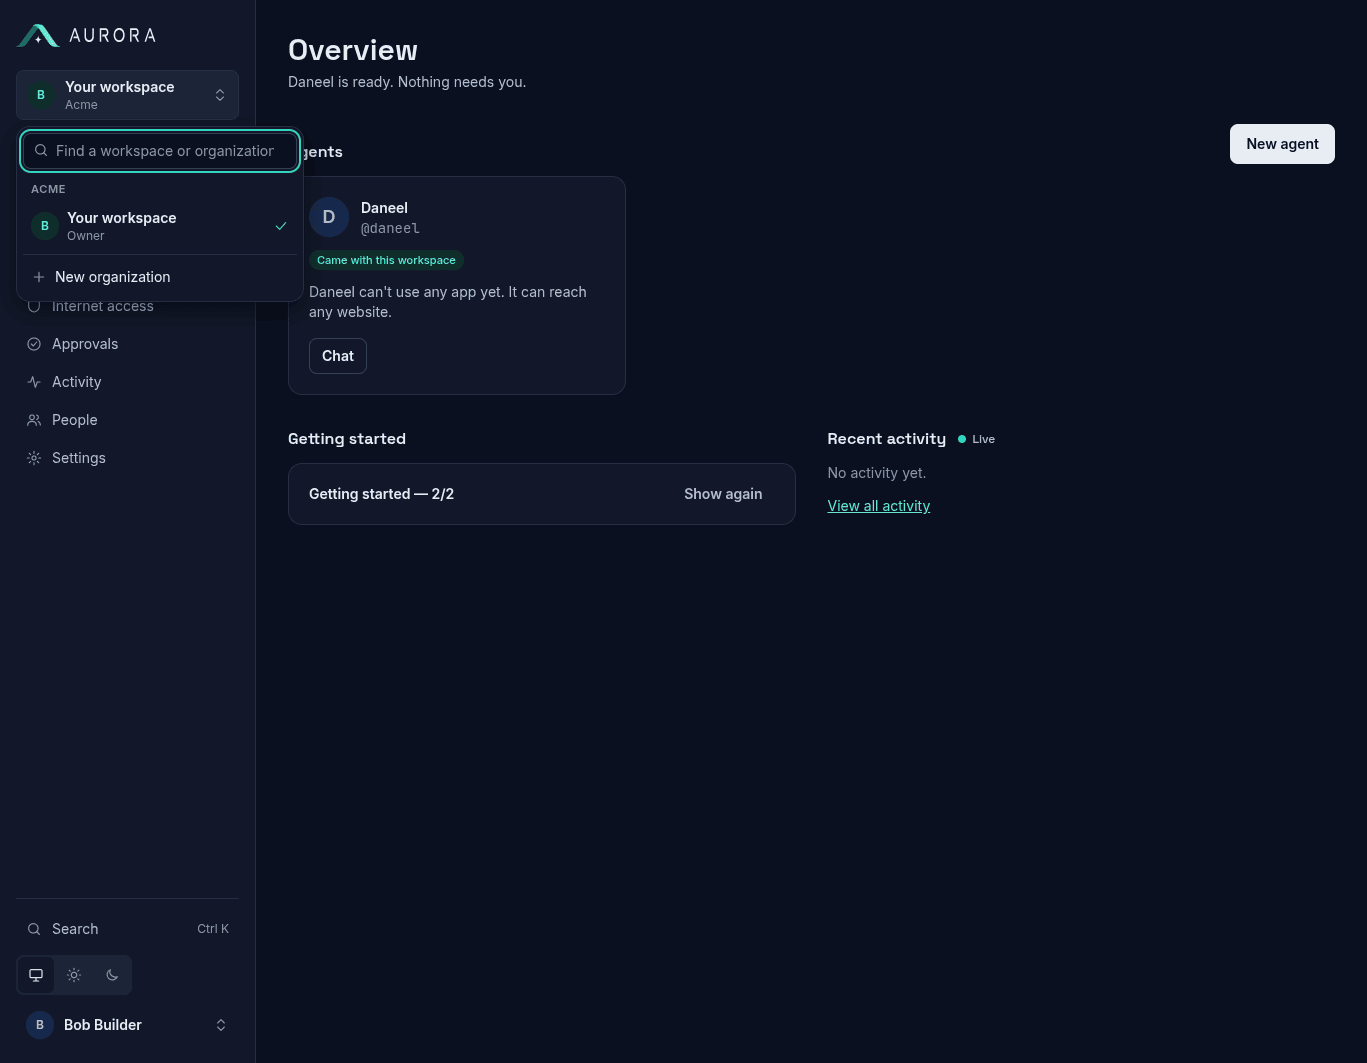 AURORA
B
Your workspace
Acme
Find a workspace or organization
ACME
B
Your workspace
Owner
New organization
Internet access
Approvals
Activity
People
Settings
Search
Ctrl K
B
Bob Builder
Overview
Daneel is ready. Nothing needs you.
gents
New agent
D
Daneel
@daneel
Came with this workspace
Daneel can't use any app yet. It can reach
any website.
Chat
Getting started
Getting started — 2/2
Show again
Recent activity
Live
No activity yet.
View all activity